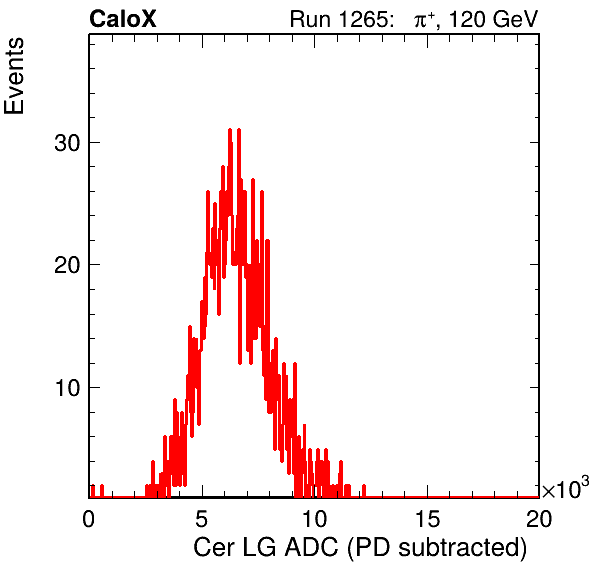 CaloX Run 1265: π⁺, 120 GeV
Events
30
20
10
0 5 10 15 20
×10³
Cer LG ADC (PD subtracted)